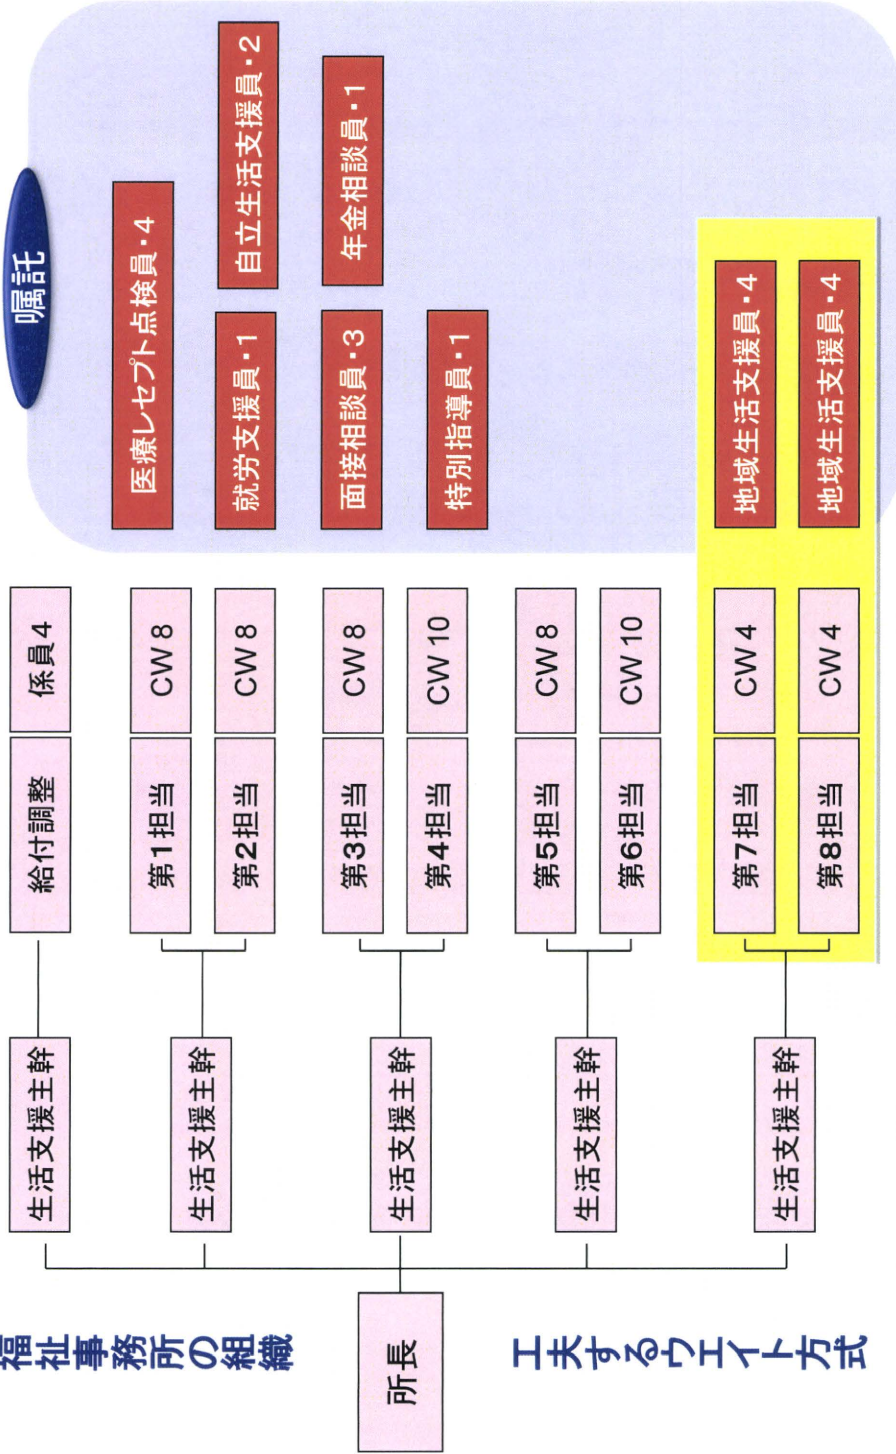 福祉事務所の組織
工夫するウエイト方式
所長
生活支援主幹
給付調整
係員4
生活支援主幹
第1担当
CW 8
第2担当
CW 8
生活支援主幹
第3担当
CW 8
第4担当
CW 10
生活支援主幹
第5担当
CW 8
第6担当
CW 10
生活支援主幹
第7担当
CW 4
地域生活支援員・4
第8担当
CW 4
地域生活支援員・4
嘱託
医療レセプト点検員・4
就労支援員・1
自立生活支援員・2
面接相談員・3
年金相談員・1
特別指導員・1